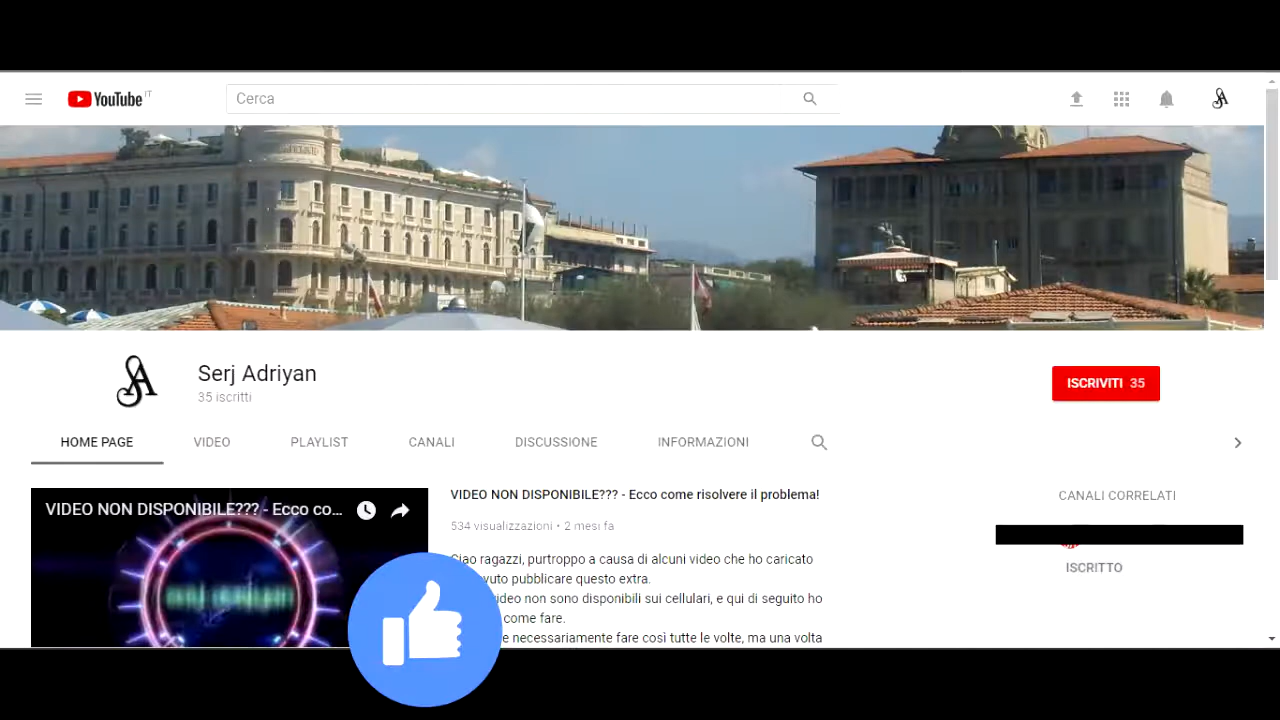 YouTube IT
Cerca
Serj Adriyan
35 iscritti
ISCRIVITI 35
HOME PAGE
VIDEO
PLAYLIST
CANALI
DISCUSSIONE
INFORMAZIONI
VIDEO NON DISPONIBILE??? - Ecco co...
VIDEO NON DISPONIBILE??? - Ecco come risolvere il problema!
534 visualizzazioni • 2 mesi fa
Ciao ragazzi, purtroppo a causa di alcuni video che ho caricato
pubblicare questo extra.
non sono disponibili sui cellulari, e qui di seguito ho
come fare.
necessariamente fare così tutte le volte, ma una volta
CANALI CORRELATI
ISCRITTO